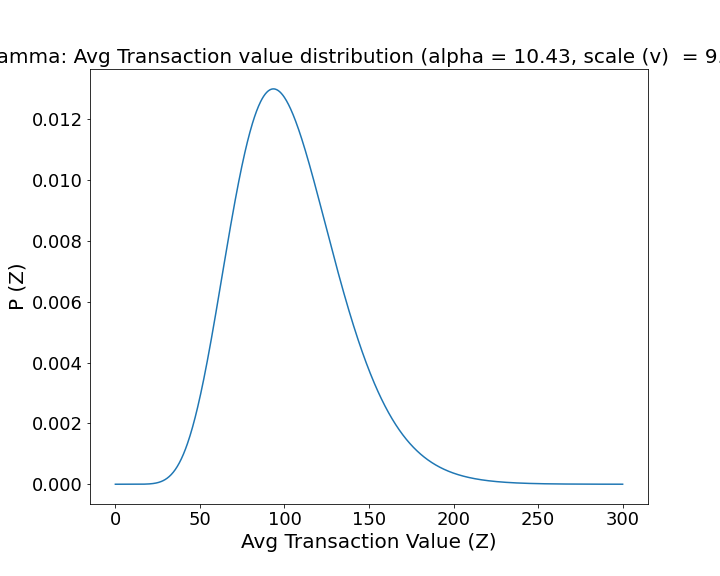 amma: Avg Transaction value distribution (alpha = 10.43, scale (v)  = 9.
P (Z)
0.012
0.010
0.008
0.006
0.004
0.002
0.000
0 50 100 150 200 250 300
Avg Transaction Value (Z)